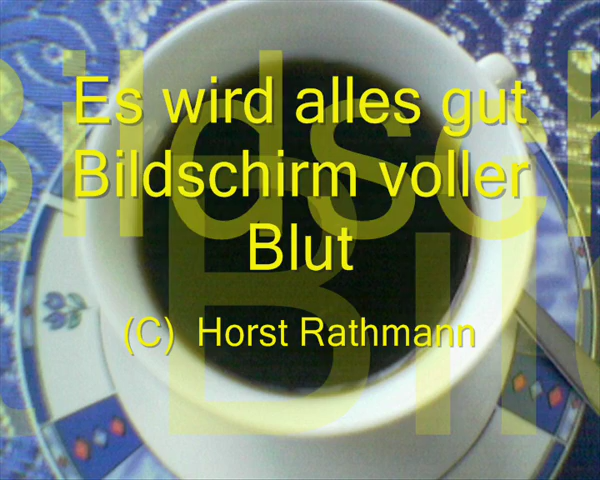 Es wird alles gut
Bildschirm voller
Blut
(C) Horst Rathmann